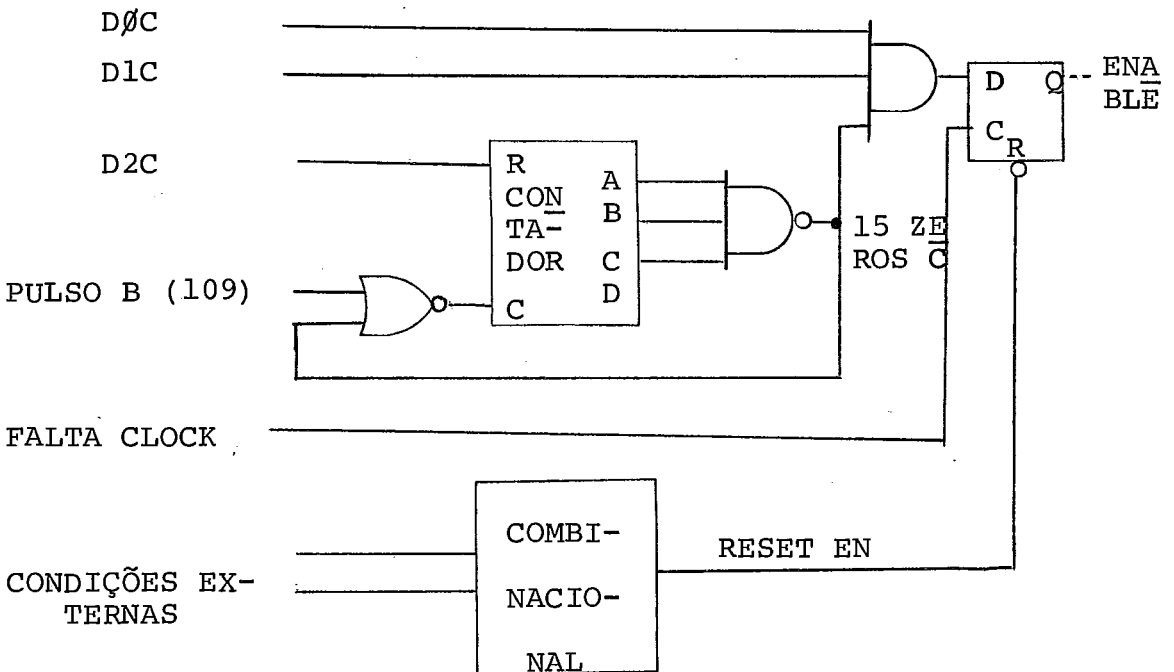 DØC
D1C
D2C
PULSO B (109)
FALTA CLOCK
CONDIÇÕES EX-
TERNAS
R
CON
TA-
DOR
C
A
B
C
D
15 ZE
ROS C
D
Q
C
R
ENA
BLE
COMBI-
NACIO-
NAL
RESET EN